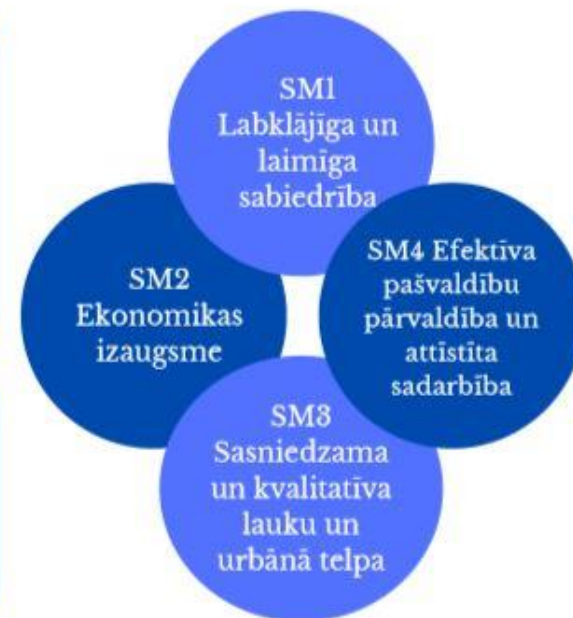 SM1
Labklājīga un
laimīga
sabiedrība
SM2
Ekonomikas
izaugsme
SM4 Efektīva
pašvaldību
pārvaldība un
attīstīta
sadarbība
SM3
Sasniedzama
un kvalitatīva
lauku un
urbānā telpa